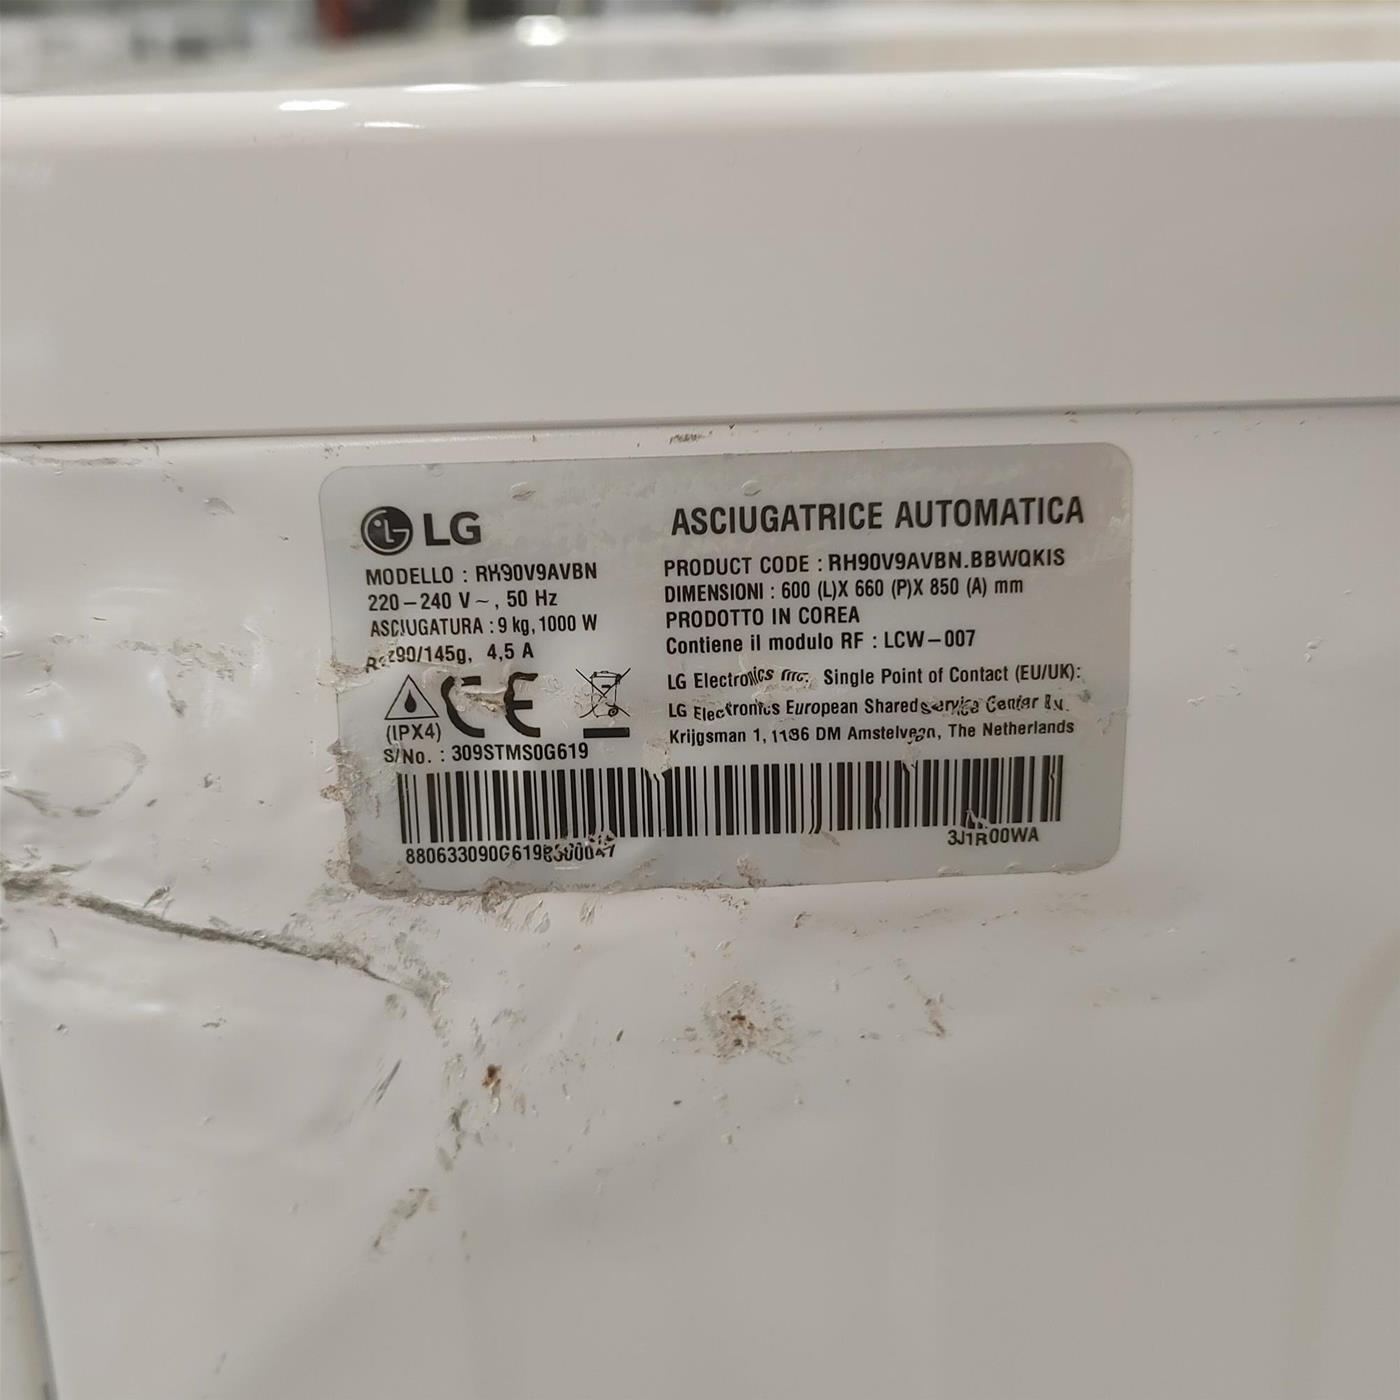 LG
ASCIUGATRICE AUTOMATICA
MODELLO : RH90V9AVBN
220–240 V ~, 50 Hz
ASCIUGATURA : 9 kg, 1000 W
/145g, 4,5 A
(IPX4)
S/No. : 309STMS0G619
PRODUCT CODE : RH90V9AVBN.BBWQKIS
DIMENSIONI : 600 (L)X 660 (P)X 850 (A) mm
PRODOTTO IN COREA
Contiene il modulo RF : LCW–007
LG Electronics Inc. Single Point of Contact (EU/UK):
LG Electronics European Shared service Center
Krijgsman 1, 1186 DM Amstelveen, The Netherlands
3J1R00WA